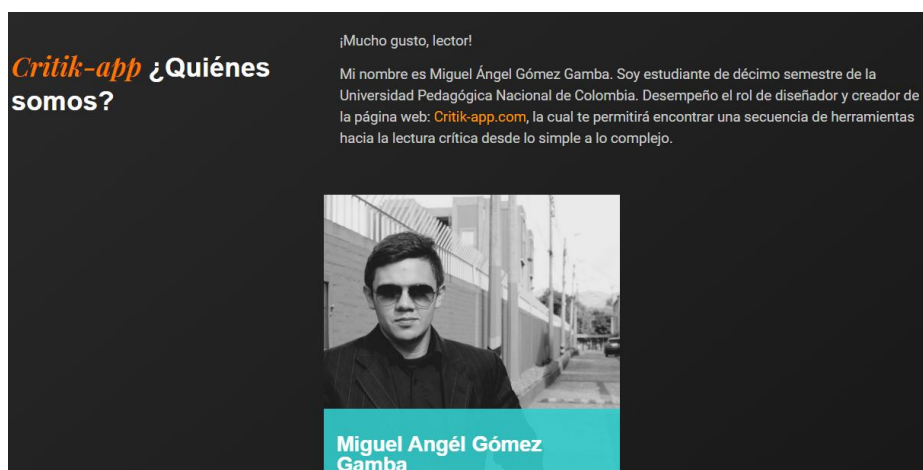 Critik-app ¿Quiénes
somos?
¡Mucho gusto, lector!
Mi nombre es Miguel Ángel Gómez Gamba. Soy estudiante de décimo semestre de la
Universidad Pedagógica Nacional de Colombia. Desempeño el rol de diseñador y creador de
la página web: Critik-app.com, la cual te permitirá encontrar una secuencia de herramientas
hacia la lectura crítica desde lo simple a lo complejo.
Miguel Angél Gómez
Gamba